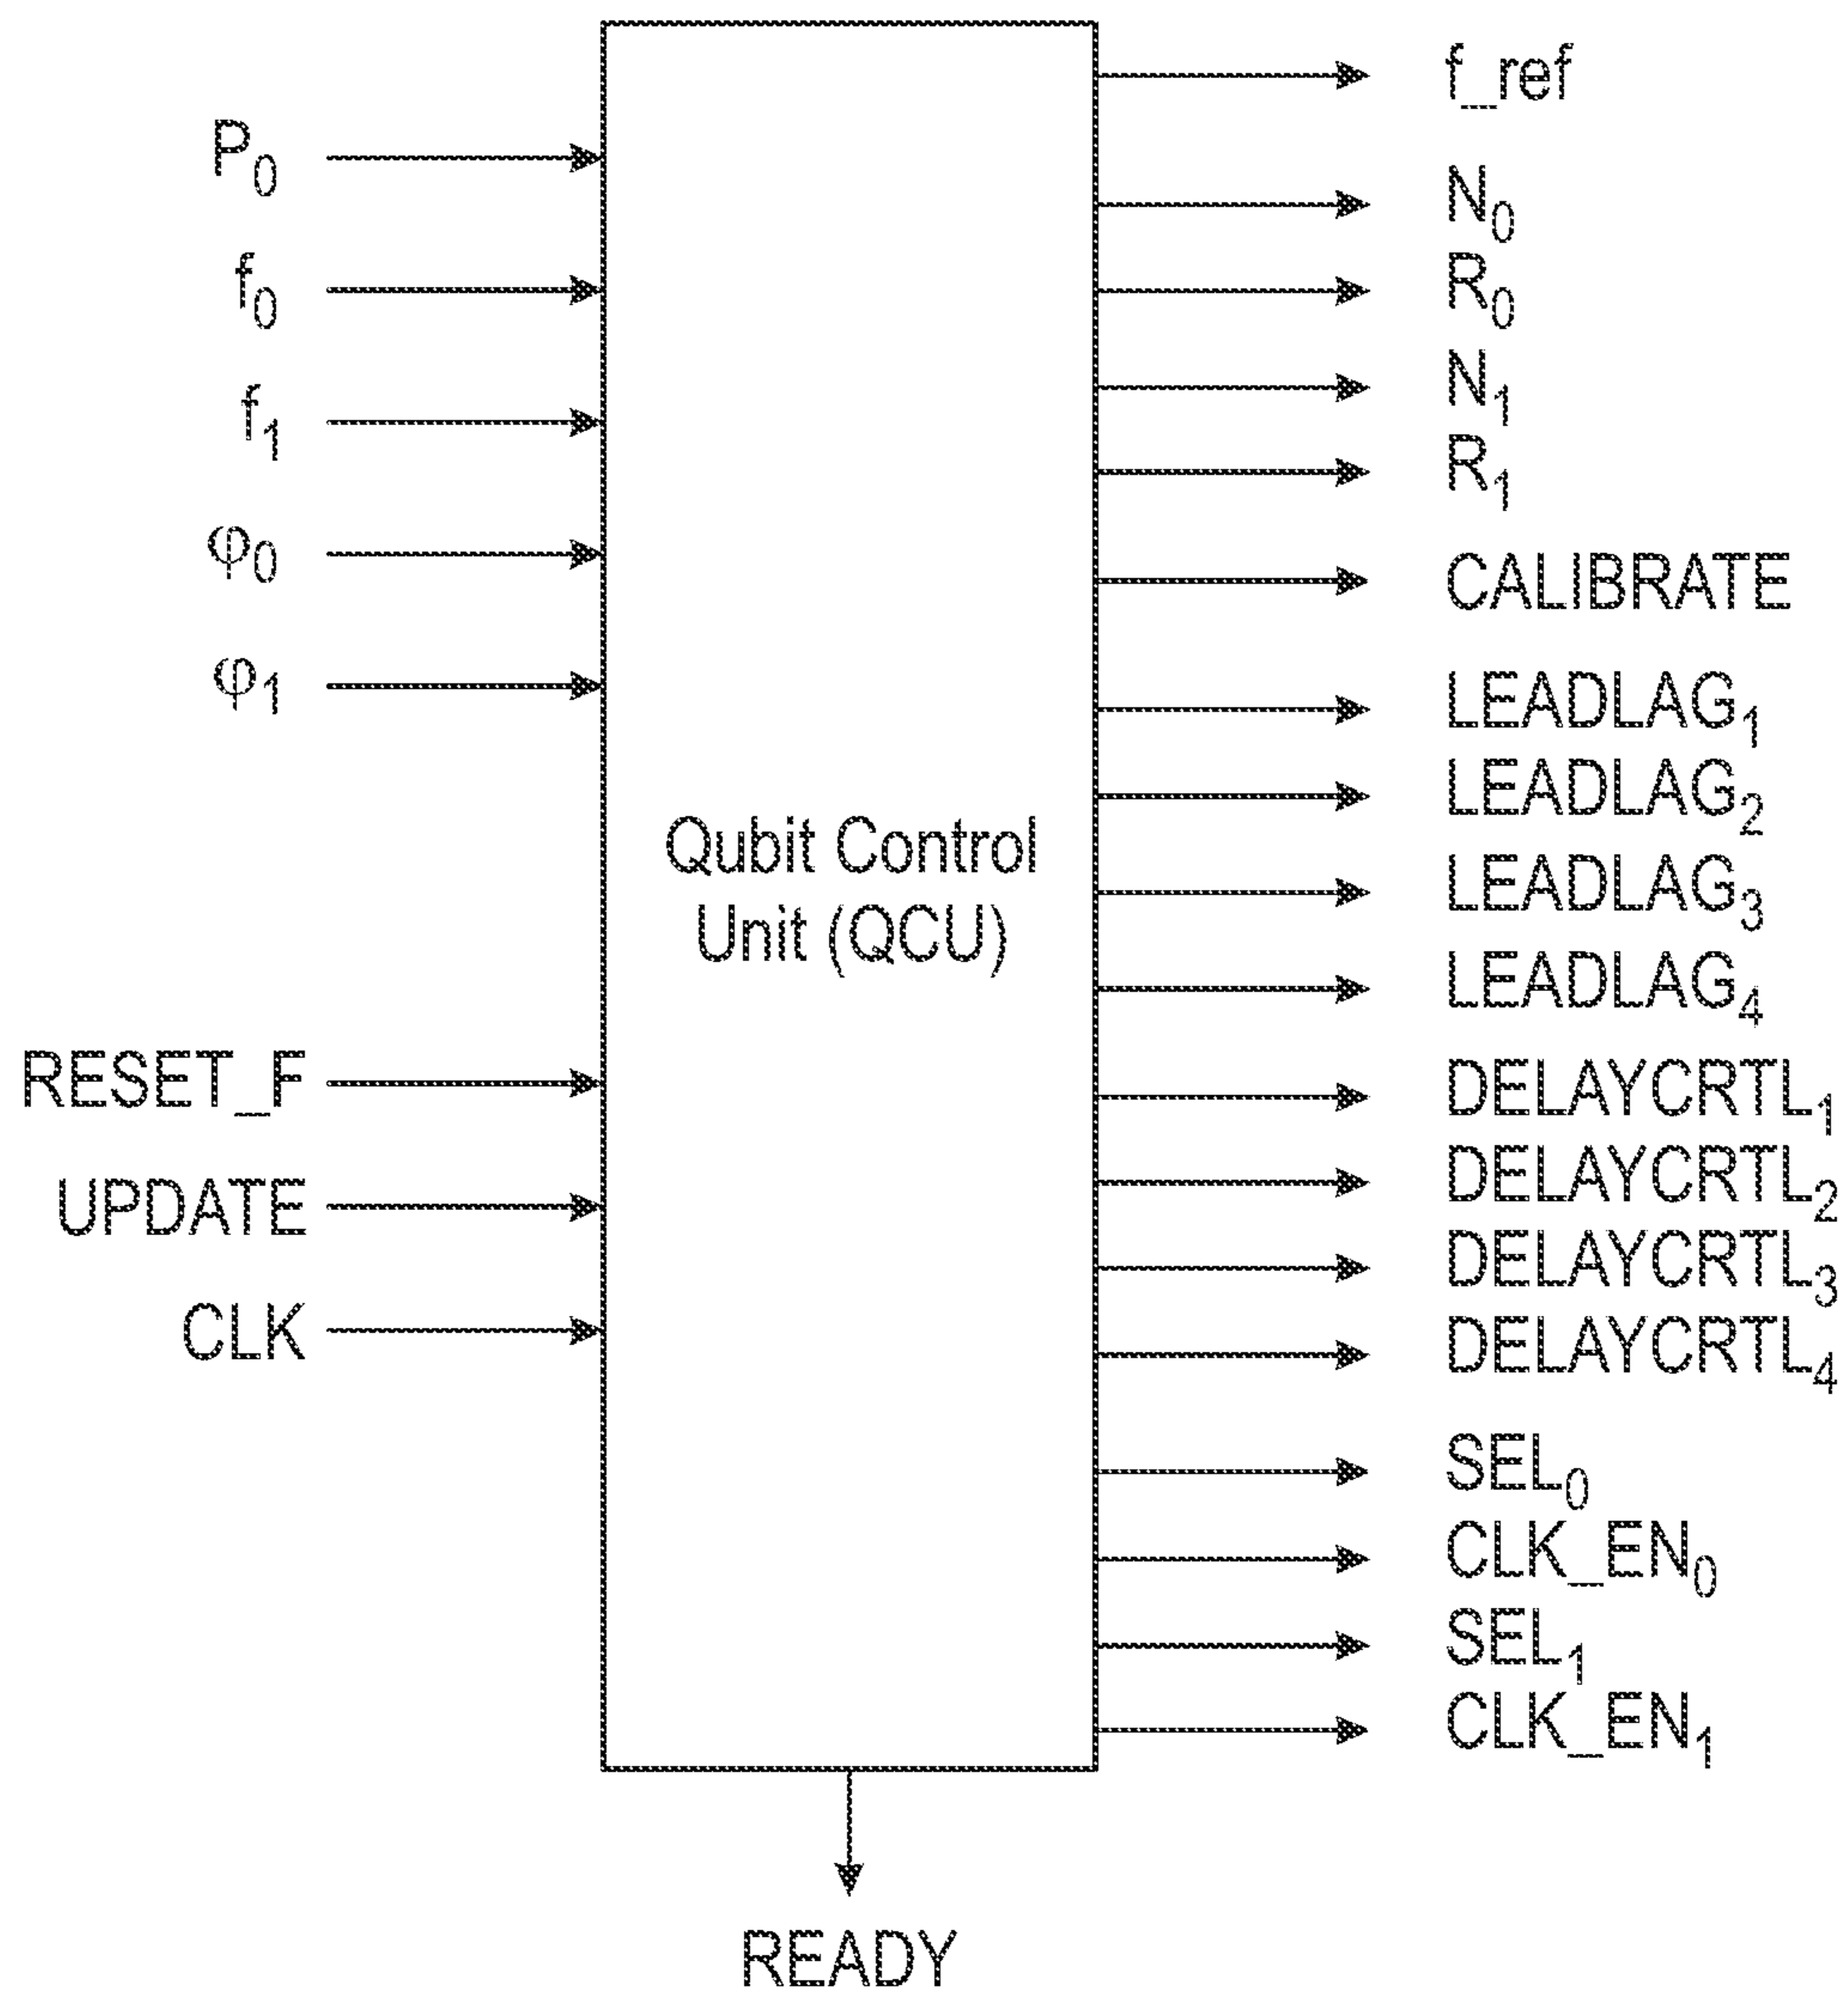 P₀
f₀
f₁
φ₀
φ₁
RESET_F
UPDATE
CLK
Qubit Control
Unit (QCU)
f_ref
N₀
R₀
N₁
R₁
CALIBRATE
LEADLAG₁
LEADLAG₂
LEADLAG₃
LEADLAG₄
DELAYCRTL₁
DELAYCRTL₂
DELAYCRTL₃
DELAYCRTL₄
SEL₀
CLK_EN₀
SEL₁
CLK_EN₁
READY